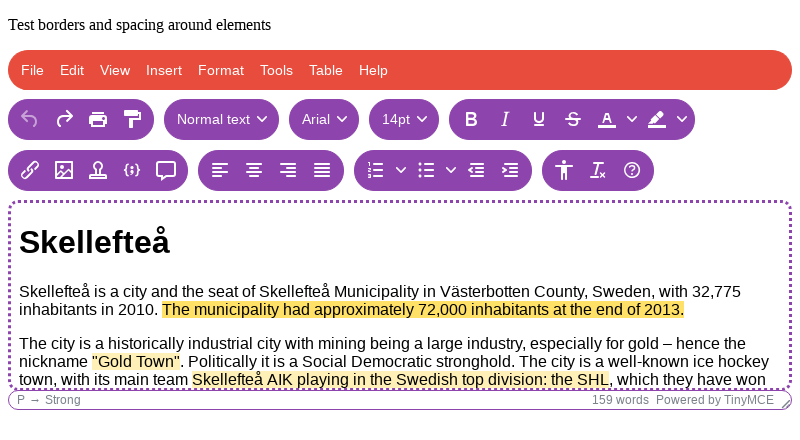 Test borders and spacing around elements
File Edit View Insert Format Tools Table Help
Normal text Arial 14pt B I U S A
Skellefteå
Skellefteå is a city and the seat of Skellefteå Municipality in Västerbotten County, Sweden, with 32,775
inhabitants in 2010. The municipality had approximately 72,000 inhabitants at the end of 2013.
The city is a historically industrial city with mining being a large industry, especially for gold – hence the
nickname "Gold Town". Politically it is a Social Democratic stronghold. The city is a well-known ice hockey
town, with its main team Skellefteå AIK playing in the Swedish top division: the SHL, which they have won
P → Strong 159 words Powered by TinyMCE